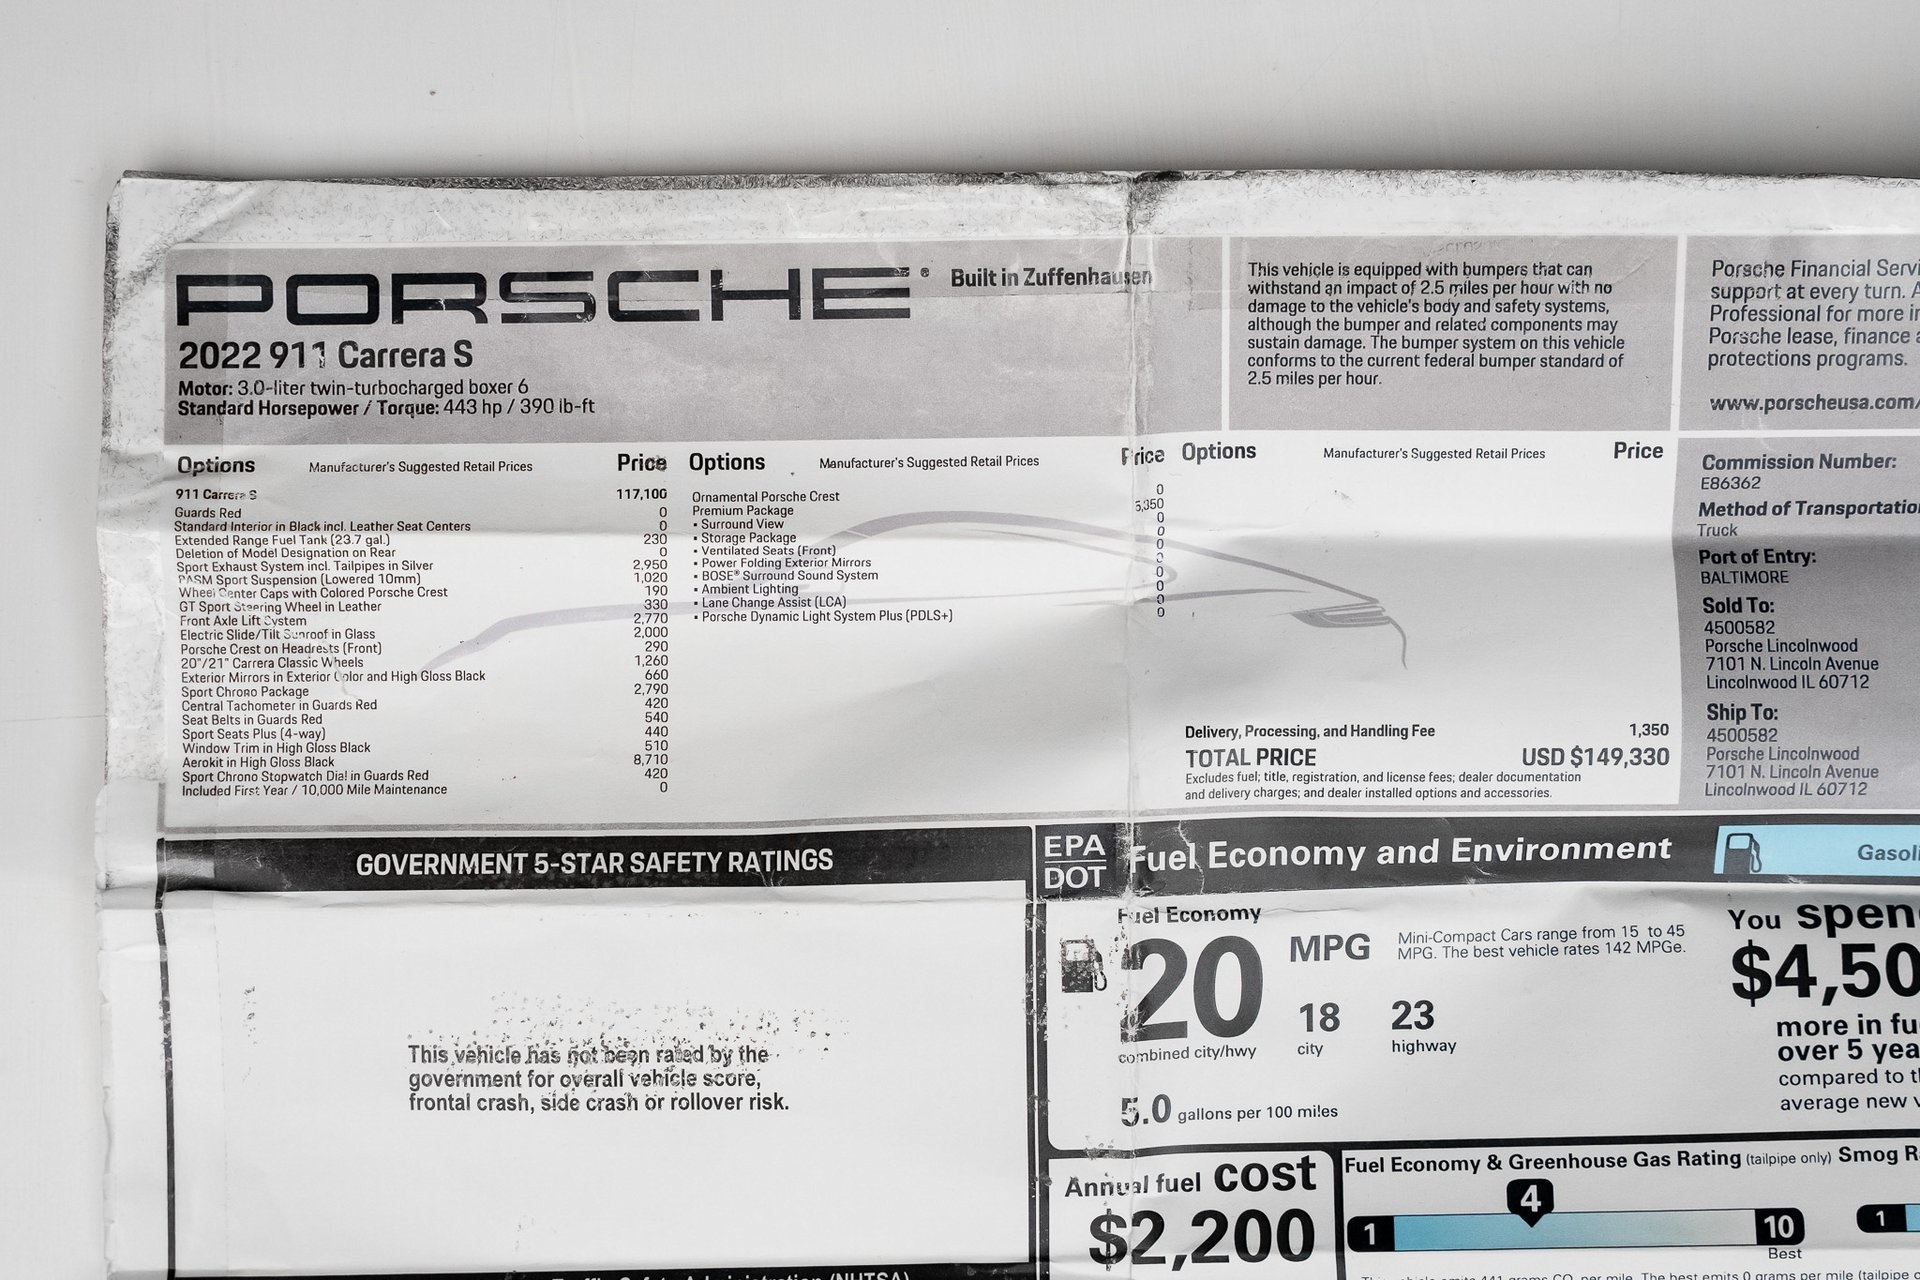 PORSCHE® Built in Zuffenhausen
2022 911 Carrera S
Motor: 3.0-liter twin-turbocharged boxer 6
Standard Horsepower / Torque: 443 hp / 390 lb-ft
Options Manufacturer's Suggested Retail Prices Price
911 Carrera S 117,100
Guards Red 0
Standard Interior in Black incl. Leather Seat Centers 0
Extended Range Fuel Tank (23.7 gal.) 230
Deletion of Model Designation on Rear 0
Sport Exhaust System incl. Tailpipes in Silver 2,950
PASM Sport Suspension (Lowered 10mm) 1,020
Wheel Center Caps with Colored Porsche Crest 190
GT Sport Steering Wheel in Leather 330
Front Axle Lift System 2,770
Electric Slide/Tilt Sunroof in Glass 2,000
Porsche Crest on Headrests (Front) 290
20"/21" Carrera Classic Wheels 1,260
Exterior Mirrors in Exterior Color and High Gloss Black 660
Sport Chrono Package 2,790
Central Tachometer in Guards Red 420
Seat Belts in Guards Red 540
Sport Seats Plus (4-way) 440
Window Trim in High Gloss Black 510
Aerokit in High Gloss Black 8,710
Sport Chrono Stopwatch Dial in Guards Red 420
Included First Year / 10,000 Mile Maintenance 0
Options Manufacturer's Suggested Retail Prices Price
Ornamental Porsche Crest 0
Premium Package 5,350
• Surround View 0
• Storage Package 0
• Ventilated Seats (Front) 0
• Power Folding Exterior Mirrors 0
• BOSE® Surround Sound System 0
• Ambient Lighting 0
• Lane Change Assist (LCA) 0
• Porsche Dynamic Light System Plus (PDLS+) 0
This vehicle is equipped with bumpers that can
withstand an impact of 2.5 miles per hour with no
damage to the vehicle's body and safety systems,
although the bumper and related components may
sustain damage. The bumper system on this vehicle
conforms to the current federal bumper standard of
2.5 miles per hour.
Options Manufacturer's Suggested Retail Prices Price
Delivery, Processing, and Handling Fee 1,350
TOTAL PRICE USD $149,330
Excludes fuel; title, registration, and license fees; dealer documentation
and delivery charges; and dealer installed options and accessories.
Porsche Financial Servi
support at every turn. A
Professional for more in
Porsche lease, finance a
protections programs.
www.porscheusa.com/
Commission Number:
E86362
Method of Transportatio
Truck
Port of Entry:
BALTIMORE
Sold To:
4500582
Porsche Lincolnwood
7101 N. Lincoln Avenue
Lincolnwood IL 60712
Ship To:
4500582
Porsche Lincolnwood
7101 N. Lincoln Avenue
Lincolnwood IL 60712
GOVERNMENT 5-STAR SAFETY RATINGS
This vehicle has not been rated by the
government for overall vehicle score,
frontal crash, side crash or rollover risk.
EPA
DOT
Fuel Economy and Environment
Gasoli
Fuel Economy
20 MPG
combined city/hwy
18
city
23
highway
Mini-Compact Cars range from 15 to 45
MPG. The best vehicle rates 142 MPGe.
5.0 gallons per 100 miles
You spen
$4,50
more in fu
over 5 yea
compared to th
average new v
Annual fuel cost
$2,200
Fuel Economy & Greenhouse Gas Rating (tailpipe only) Smog R
4
1 10
Best
1